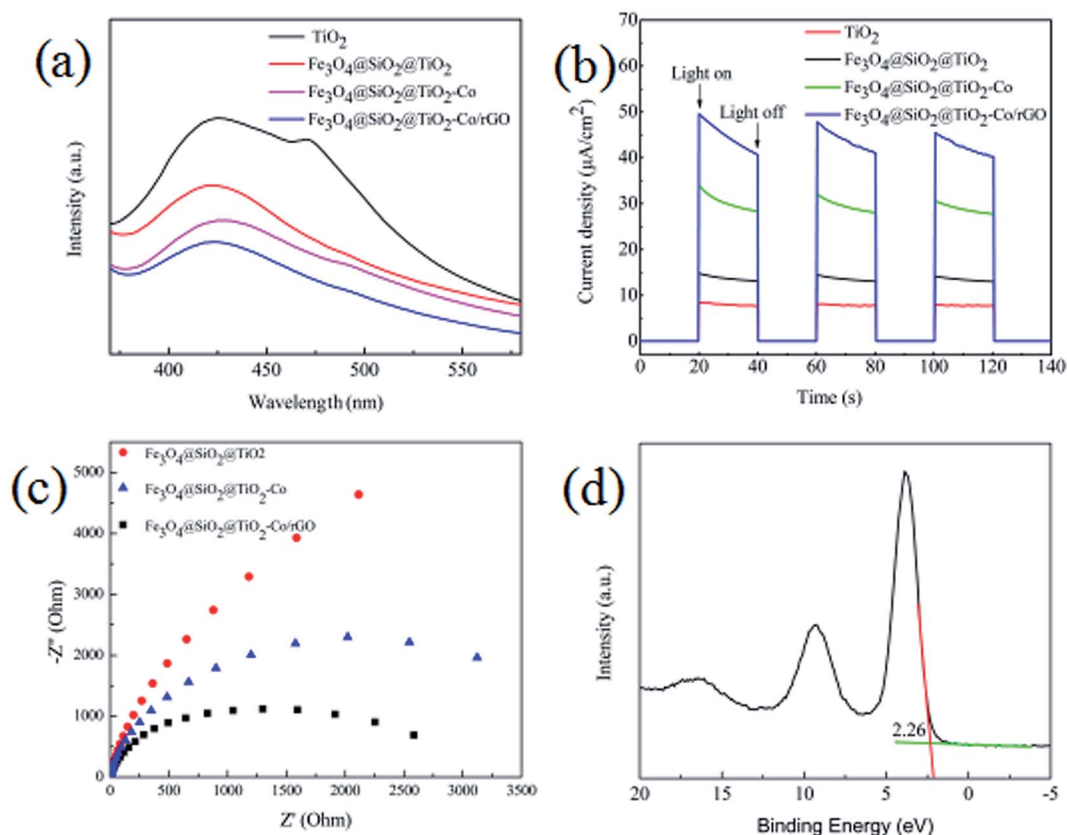 (a)
TiO₂
Fe₃O₄@SiO₂@TiO₂
Fe₃O₄@SiO₂@TiO₂-Co
Fe₃O₄@SiO₂@TiO₂-Co/rGO
Intensity (a.u.)
400 450 500 550
Wavelength (nm)
(b)
TiO₂
Fe₃O₄@SiO₂@TiO₂
Fe₃O₄@SiO₂@TiO₂-Co
Fe₃O₄@SiO₂@TiO₂-Co/rGO
Light on
Light off
Current density (μA/cm²)
70
60
50
40
30
20
10
0
0 20 40 60 80 100 120 140
Time (s)
(c)
Fe₃O₄@SiO₂@TiO2
Fe₃O₄@SiO₂@TiO₂-Co
Fe₃O₄@SiO₂@TiO₂-Co/rGO
-Z'' (Ohm)
5000
4000
3000
2000
1000
0
0 500 1000 1500 2000 2500 3000 3500
Z' (Ohm)
(d)
Intensity (a.u.)
2.26
20 15 10 5 0 -5
Binding Energy (eV)